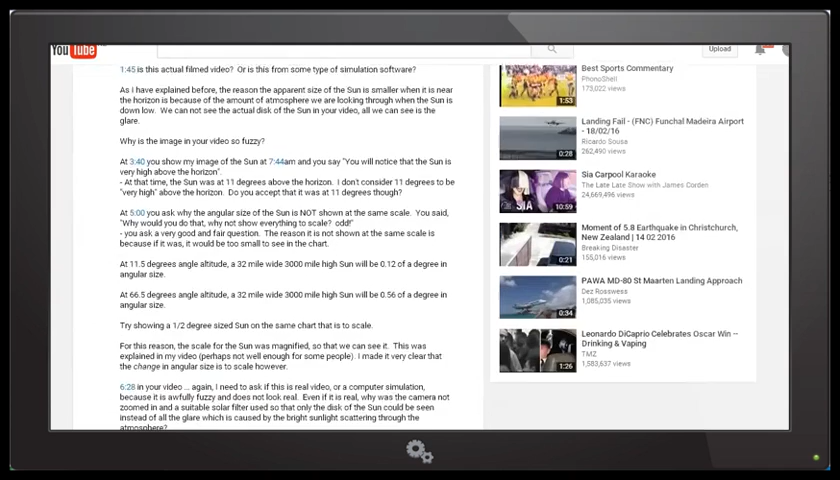 YouTube
Upload
1:45 is this actual filmed video? Or is this from some type of simulation software?
As I have explained before, the reason the apparent size of the Sun is smaller when it is near
the horizon is because of the amount of atmosphere we are looking through when the Sun is
down low. We can not see the actual disk of the Sun in your video, all we can see is the
glare.
Why is the image in your video so fuzzy?
At 3:40 you show my image of the Sun at 7:44am and you say "You will notice that the Sun is
very high above the horizon".
- At that time, the Sun was at 11 degrees above the horizon. I don't consider 11 degrees to be
"very high" above the horizon. Do you accept that it was at 11 degrees though?
At 5:00 you ask why the angular size of the Sun is NOT shown at the same scale. You said,
"Why would you do that, why not show everything to scale? odd!"
- you ask a very good and fair question. The reason it is not shown at the same scale is
because if it was, it would be too small to see in the chart.
At 11.5 degrees angle altitude, a 32 mile wide 3000 mile high Sun will be 0.12 of a degree in
angular size.
At 66.5 degrees angle altitude, a 32 mile wide 3000 mile high Sun will be 0.56 of a degree in
angular size.
Try showing a 1/2 degree sized Sun on the same chart that is to scale.
For this reason, the scale for the Sun was magnified, so that we can see it. This was
explained in my video (perhaps not well enough for some people). I made it very clear that
the change in angular size is to scale however.
6:28 in your video ... again, I need to ask if this is real video, or a computer simulation,
because it is awfully fuzzy and does not look real. Even if it is real, why was the camera not
zoomed in and a suitable solar filter used so that only the disk of the Sun could be seen
instead of all the glare which is caused by the bright sunlight scattering through the
atmosphere?
Best Sports Commentary
PhonoShell
173,022 views
1:53
Landing Fail - (FNC) Funchal Madeira Airport
- 18/02/16
Ricardo Sousa
262,490 views
0:28
Sia Carpool Karaoke
The Late Late Show with James Corden
24,669,496 views
SIA
10:59
Moment of 5.8 Earthquake in Christchurch,
New Zealand | 14 02 2016
Breaking Disaster
155,016 views
0:21
PAWA MD-80 St Maarten Landing Approach
Dez Rosswess
1,085,035 views
0:34
Leonardo DiCaprio Celebrates Oscar Win --
Drinking & Vaping
TMZ
1,583,637 views
1:26